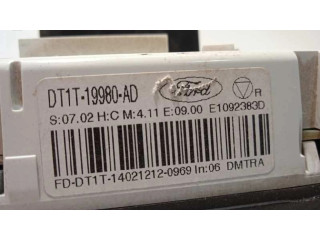 DT1T-19980-AD Ford R
S:07.02 H:C M:4.11 E:09.00 E1092383D
FD-DT1T-14021212-0969 In:06 DMTRA